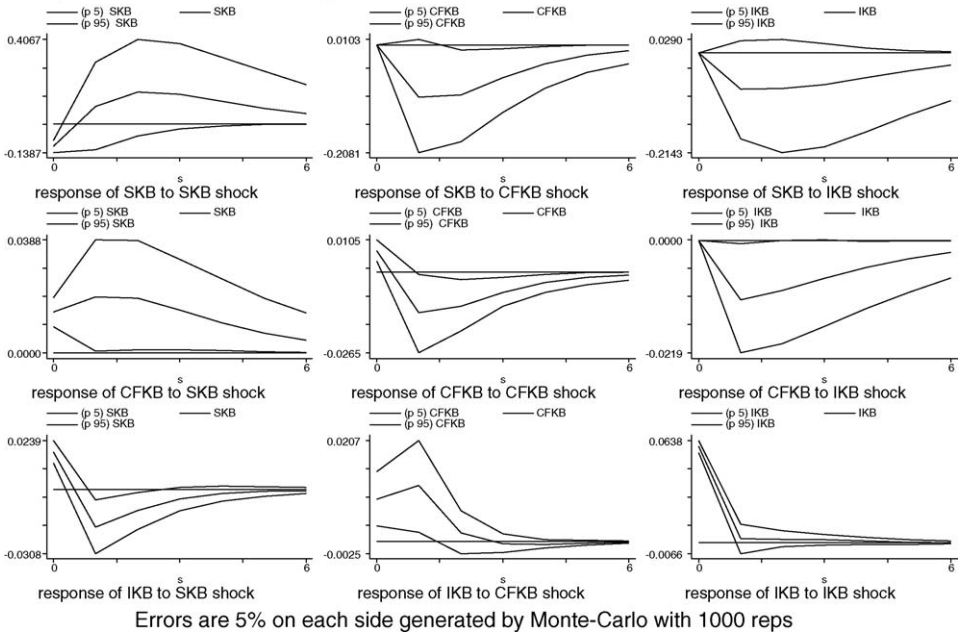 (p 5) SKB SKB
(p 95) SKB
0.4067
-0.1387
0 6
s
response of SKB to SKB shock
(p 5) CFKB CFKB
(p 95) CFKB
0.0103
-0.2081
0 6
s
response of SKB to CFKB shock
(p 5) IKB IKB
(p 95) IKB
0.0290
-0.2143
0 6
s
response of SKB to IKB shock
(p 5) SKB SKB
(p 95) SKB
0.0388
0.0000
0 6
s
response of CFKB to SKB shock
(p 5) CFKB CFKB
(p 95) CFKB
0.0105
-0.0265
0 6
s
response of CFKB to CFKB shock
(p 5) IKB IKB
(p 95) IKB
0.0000
-0.0219
0 6
s
response of CFKB to IKB shock
(p 5) SKB SKB
(p 95) SKB
0.0239
-0.0308
0 6
s
response of IKB to SKB shock
(p 5) CFKB CFKB
(p 95) CFKB
0.0207
-0.0025
0 6
s
response of IKB to CFKB shock
(p 5) IKB IKB
(p 95) IKB
0.0638
-0.0066
0 6
s
response of IKB to IKB shock
Errors are 5% on each side generated by Monte-Carlo with 1000 reps